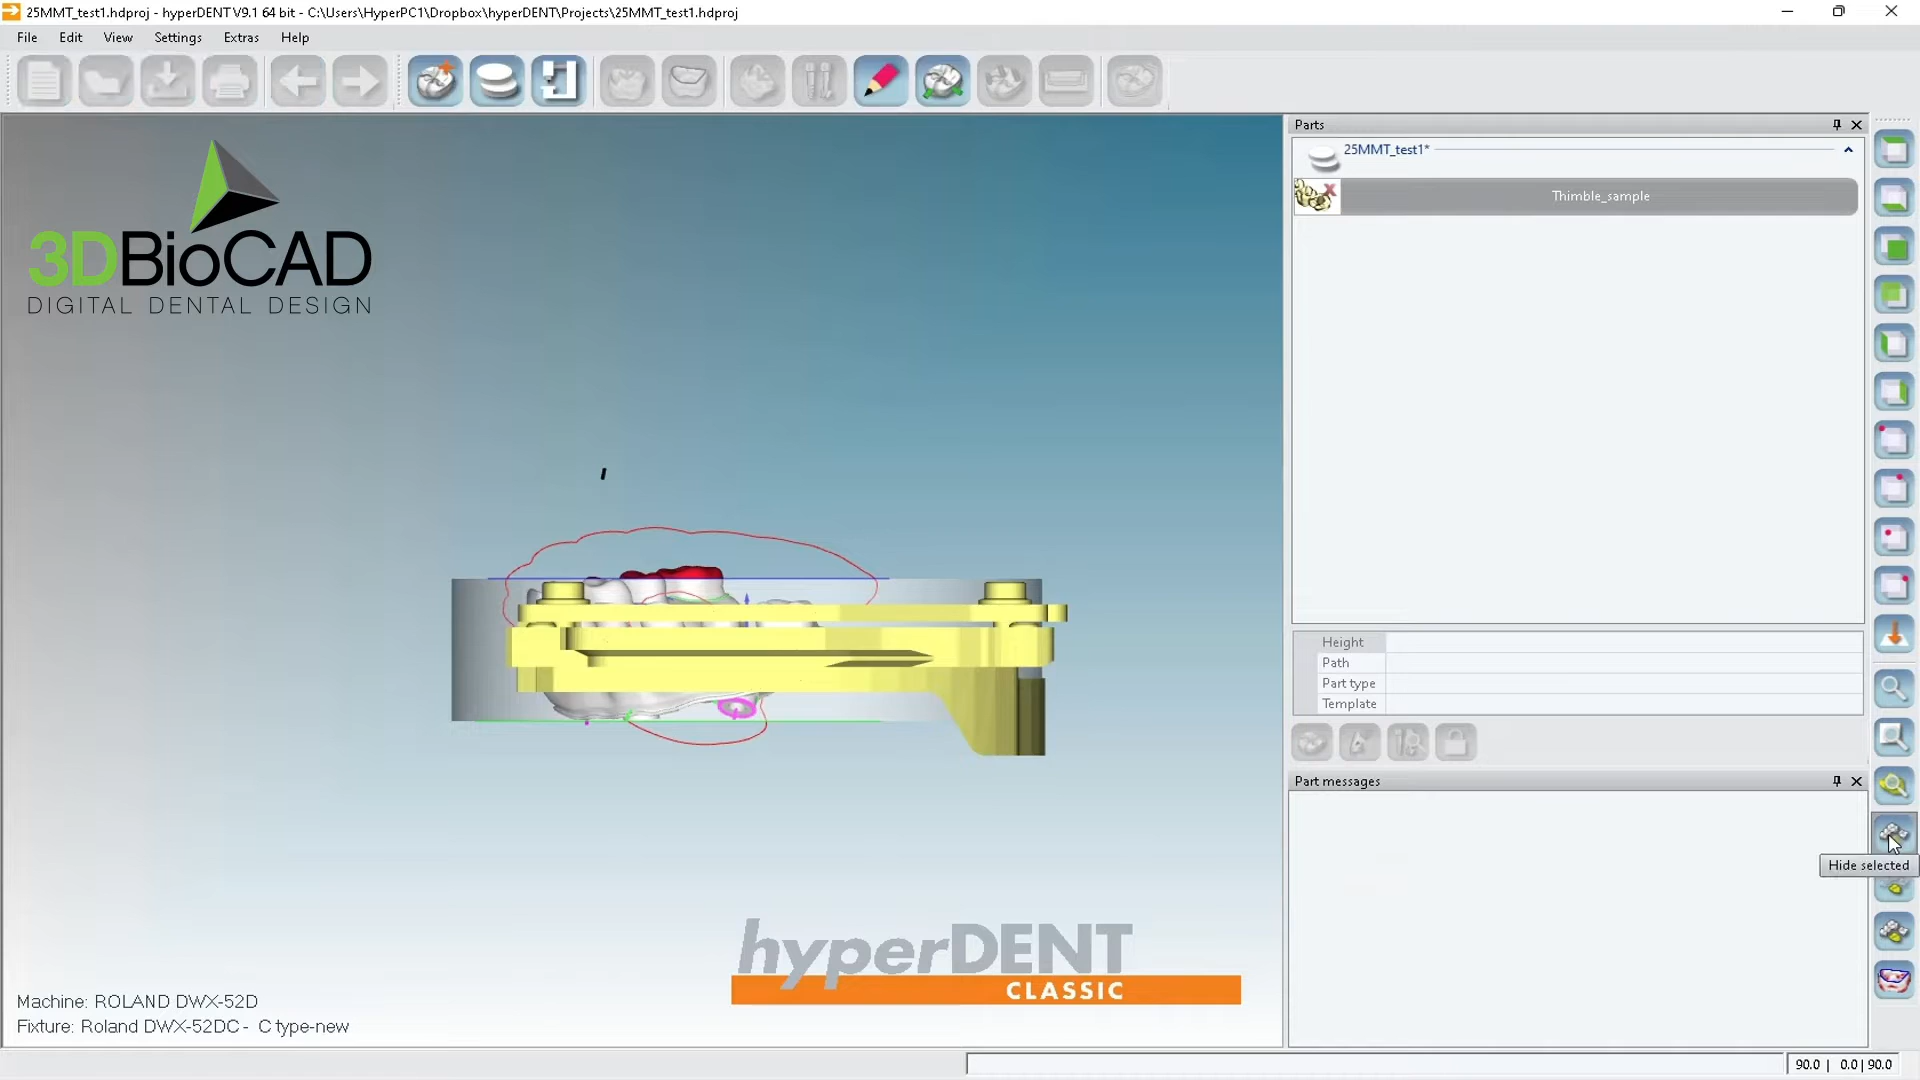 25MMT_test1.hdproj - hyperDENT V9.1 64 bit - C:\Users\HyperPC1\Dropbox\hyperDENT\Projects\25MMT_test1.hdproj
File Edit View Settings Extras Help
Parts
25MMT_test1*
Thimble_sample
3DBioCAD
DIGITAL DENTAL DESIGN
Height
Path
Part type
Template
Part messages
Hide selected
hyperDENT
CLASSIC
Machine: ROLAND DWX-52D
Fixture: Roland DWX-52DC - C type-new
90.0 | 0.0 | 90.0